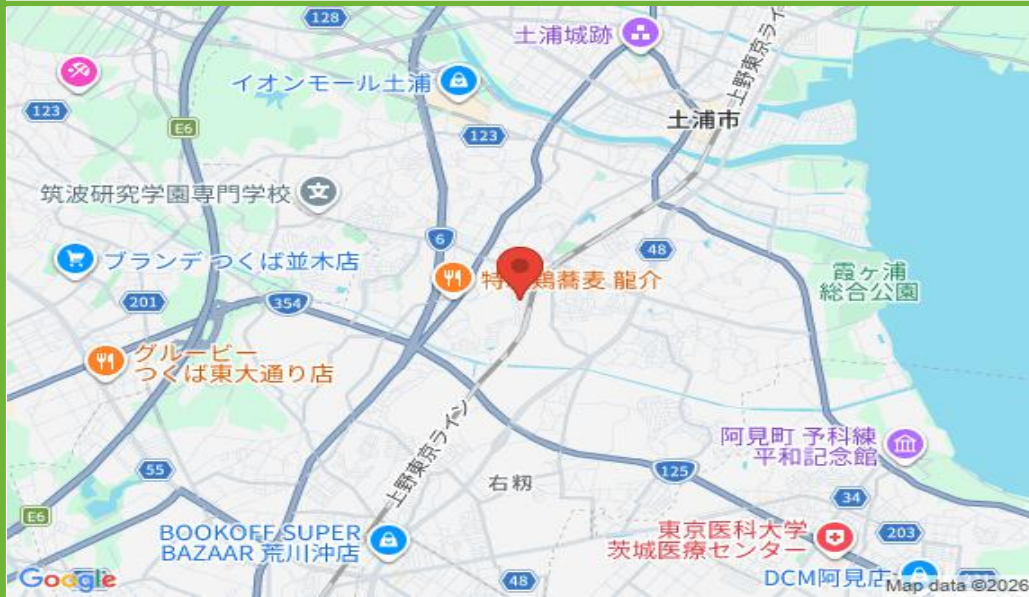 128
土浦城跡
上野東京ライン
イオンモール土浦
123
E6
123
土浦市
筑波研究学園専門学校
6
48
ブランデ つくば並木店
霞ヶ浦
総合公園
201
354
グルービー
つくば東大通り店
阿見町 予科練
平和記念館
上野東京ライン
55
右籾
125
34
E6
BOOKOFF SUPER
BAZAAR 荒川沖店
東京医科大学
茨城医療センター
203
Google
48
DCM阿見店
Map data ©2026